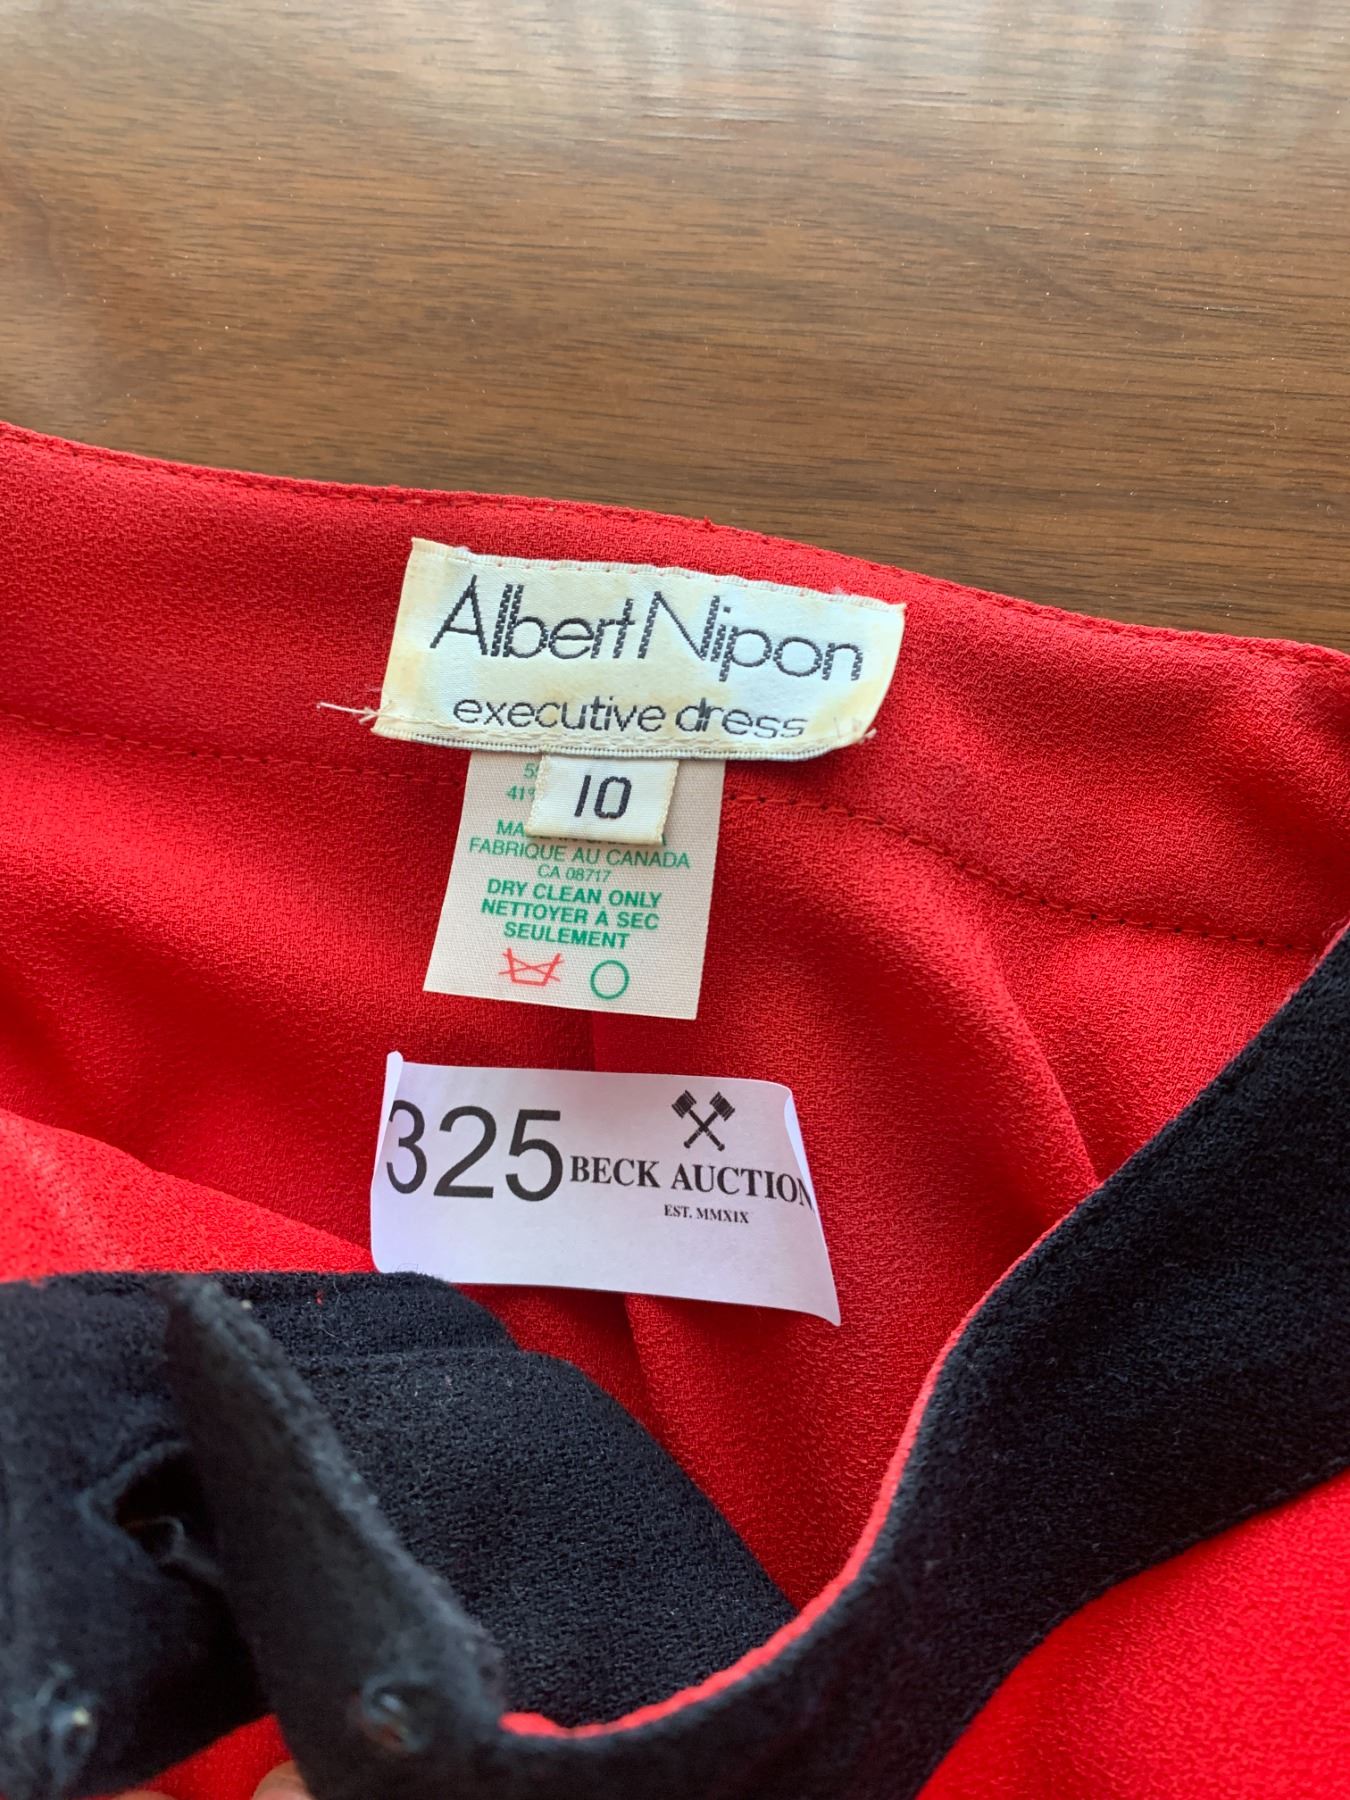 Albert Nipon
executive dress
10
FABRIQUE AU CANADA
CA 08717
DRY CLEAN ONLY
NETTOYER À SEC
SEULEMENT
325
BECK AUCTION
EST. MMXIX